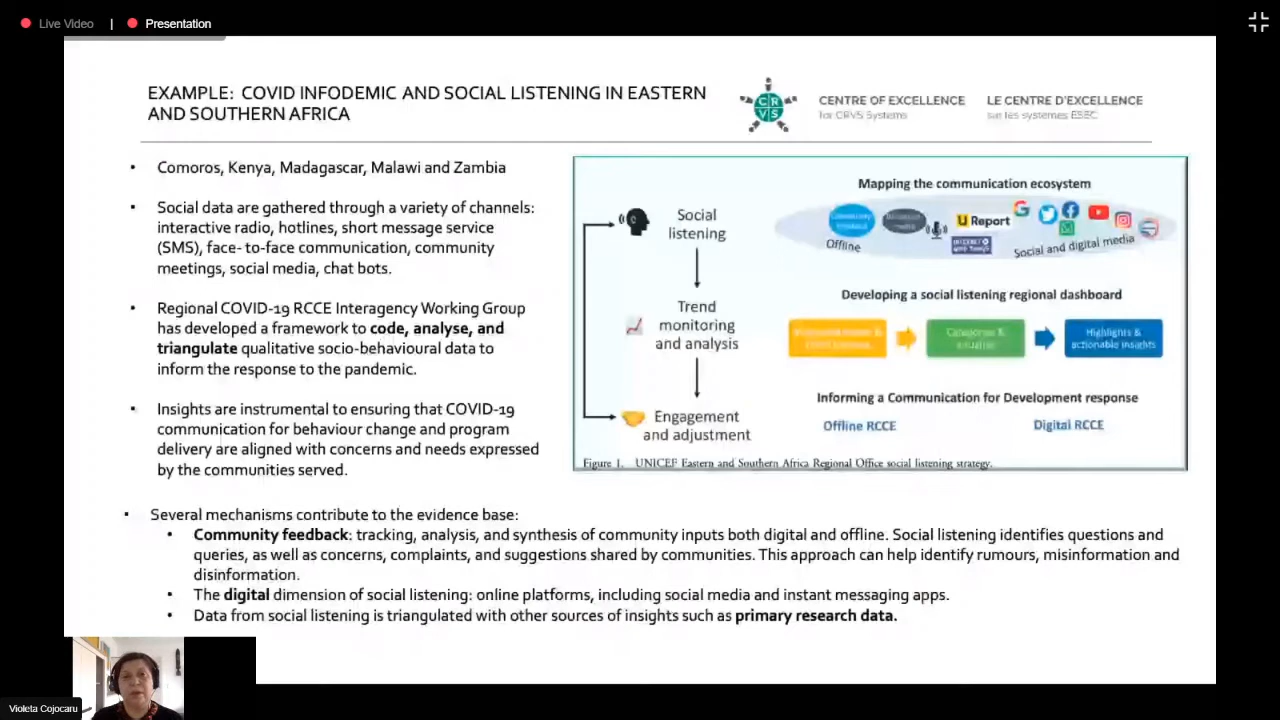 Live Video | Presentation
EXAMPLE: COVID INFODEMIC AND SOCIAL LISTENING IN EASTERN
AND SOUTHERN AFRICA
CRVS
CENTRE OF EXCELLENCE
for CRVS Systems
LE CENTRE D'EXCELLENCE
sur les systèmes ESEC
• Comoros, Kenya, Madagascar, Malawi and Zambia
• Social data are gathered through a variety of channels:
interactive radio, hotlines, short message service
(SMS), face-to-face communication, community
meetings, social media, chat bots.
• Regional COVID-19 RCCE Interagency Working Group
has developed a framework to code, analyse, and
triangulate qualitative socio-behavioural data to
inform the response to the pandemic.
• Insights are instrumental to ensuring that COVID-19
communication for behaviour change and program
delivery are aligned with concerns and needs expressed
by the communities served.
Social
listening
Trend
monitoring
and analysis
Engagement
and adjustment
Mapping the communication ecosystem
U Report
Offline
Social and digital media
Developing a social listening regional dashboard
Categorise &
Highlights &
actionable insights
Informing a Communication for Development response
Offline RCCE
Digital RCCE
Figure 1. UNICEF Eastern and Southern Africa Regional Office social listening strategy.
• Several mechanisms contribute to the evidence base:
• Community feedback: tracking, analysis, and synthesis of community inputs both digital and offline. Social listening identifies questions and
queries, as well as concerns, complaints, and suggestions shared by communities. This approach can help identify rumours, misinformation and
disinformation.
• The digital dimension of social listening: online platforms, including social media and instant messaging apps.
• Data from social listening is triangulated with other sources of insights such as primary research data.
Violeta Cojocaru